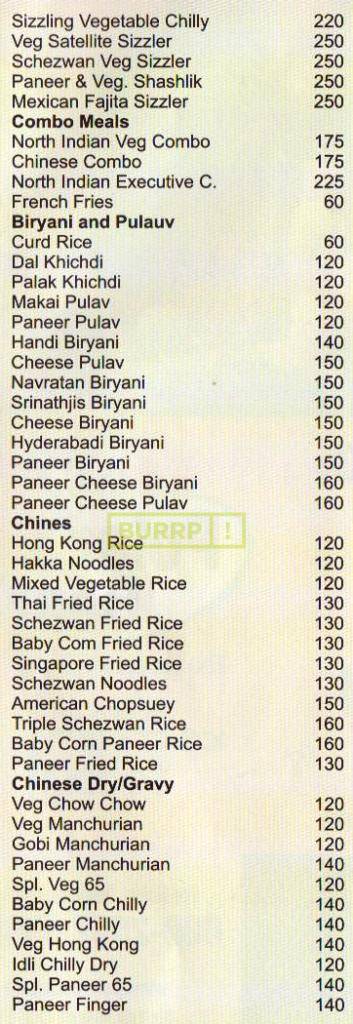 Sizzling Vegetable Chilly 220
Veg Satellite Sizzler 250
Schezwan Veg Sizzler 250
Paneer & Veg. Shashlik 250
Mexican Fajita Sizzler 250
Combo Meals
North Indian Veg Combo 175
Chinese Combo 175
North Indian Executive C. 225
French Fries 60
Biryani and Pulauv
Curd Rice 60
Dal Khichdi 120
Palak Khichdi 120
Makai Pulav 120
Paneer Pulav 120
Handi Biryani 140
Cheese Pulav 150
Navratan Biryani 150
Srinathjis Biryani 150
Cheese Biryani 150
Hyderabadi Biryani 150
Paneer Biryani 150
Paneer Cheese Biryani 160
Paneer Cheese Pulav 160
Chines
BURRP!
Hong Kong Rice 120
Hakka Noodles 120
Mixed Vegetable Rice 120
Thai Fried Rice 130
Schezwan Fried Rice 130
Baby Com Fried Rice 130
Singapore Fried Rice 130
Schezwan Noodles 130
American Chopsuey 150
Triple Schezwan Rice 160
Baby Corn Paneer Rice 160
Paneer Fried Rice 130
Chinese Dry/Gravy
Veg Chow Chow 120
Veg Manchurian 120
Gobi Manchurian 120
Paneer Manchurian 140
Spl. Veg 65 120
Baby Corn Chilly 140
Paneer Chilly 140
Veg Hong Kong 140
Idli Chilly Dry 120
Spl. Paneer 65 140
Paneer Finger 140